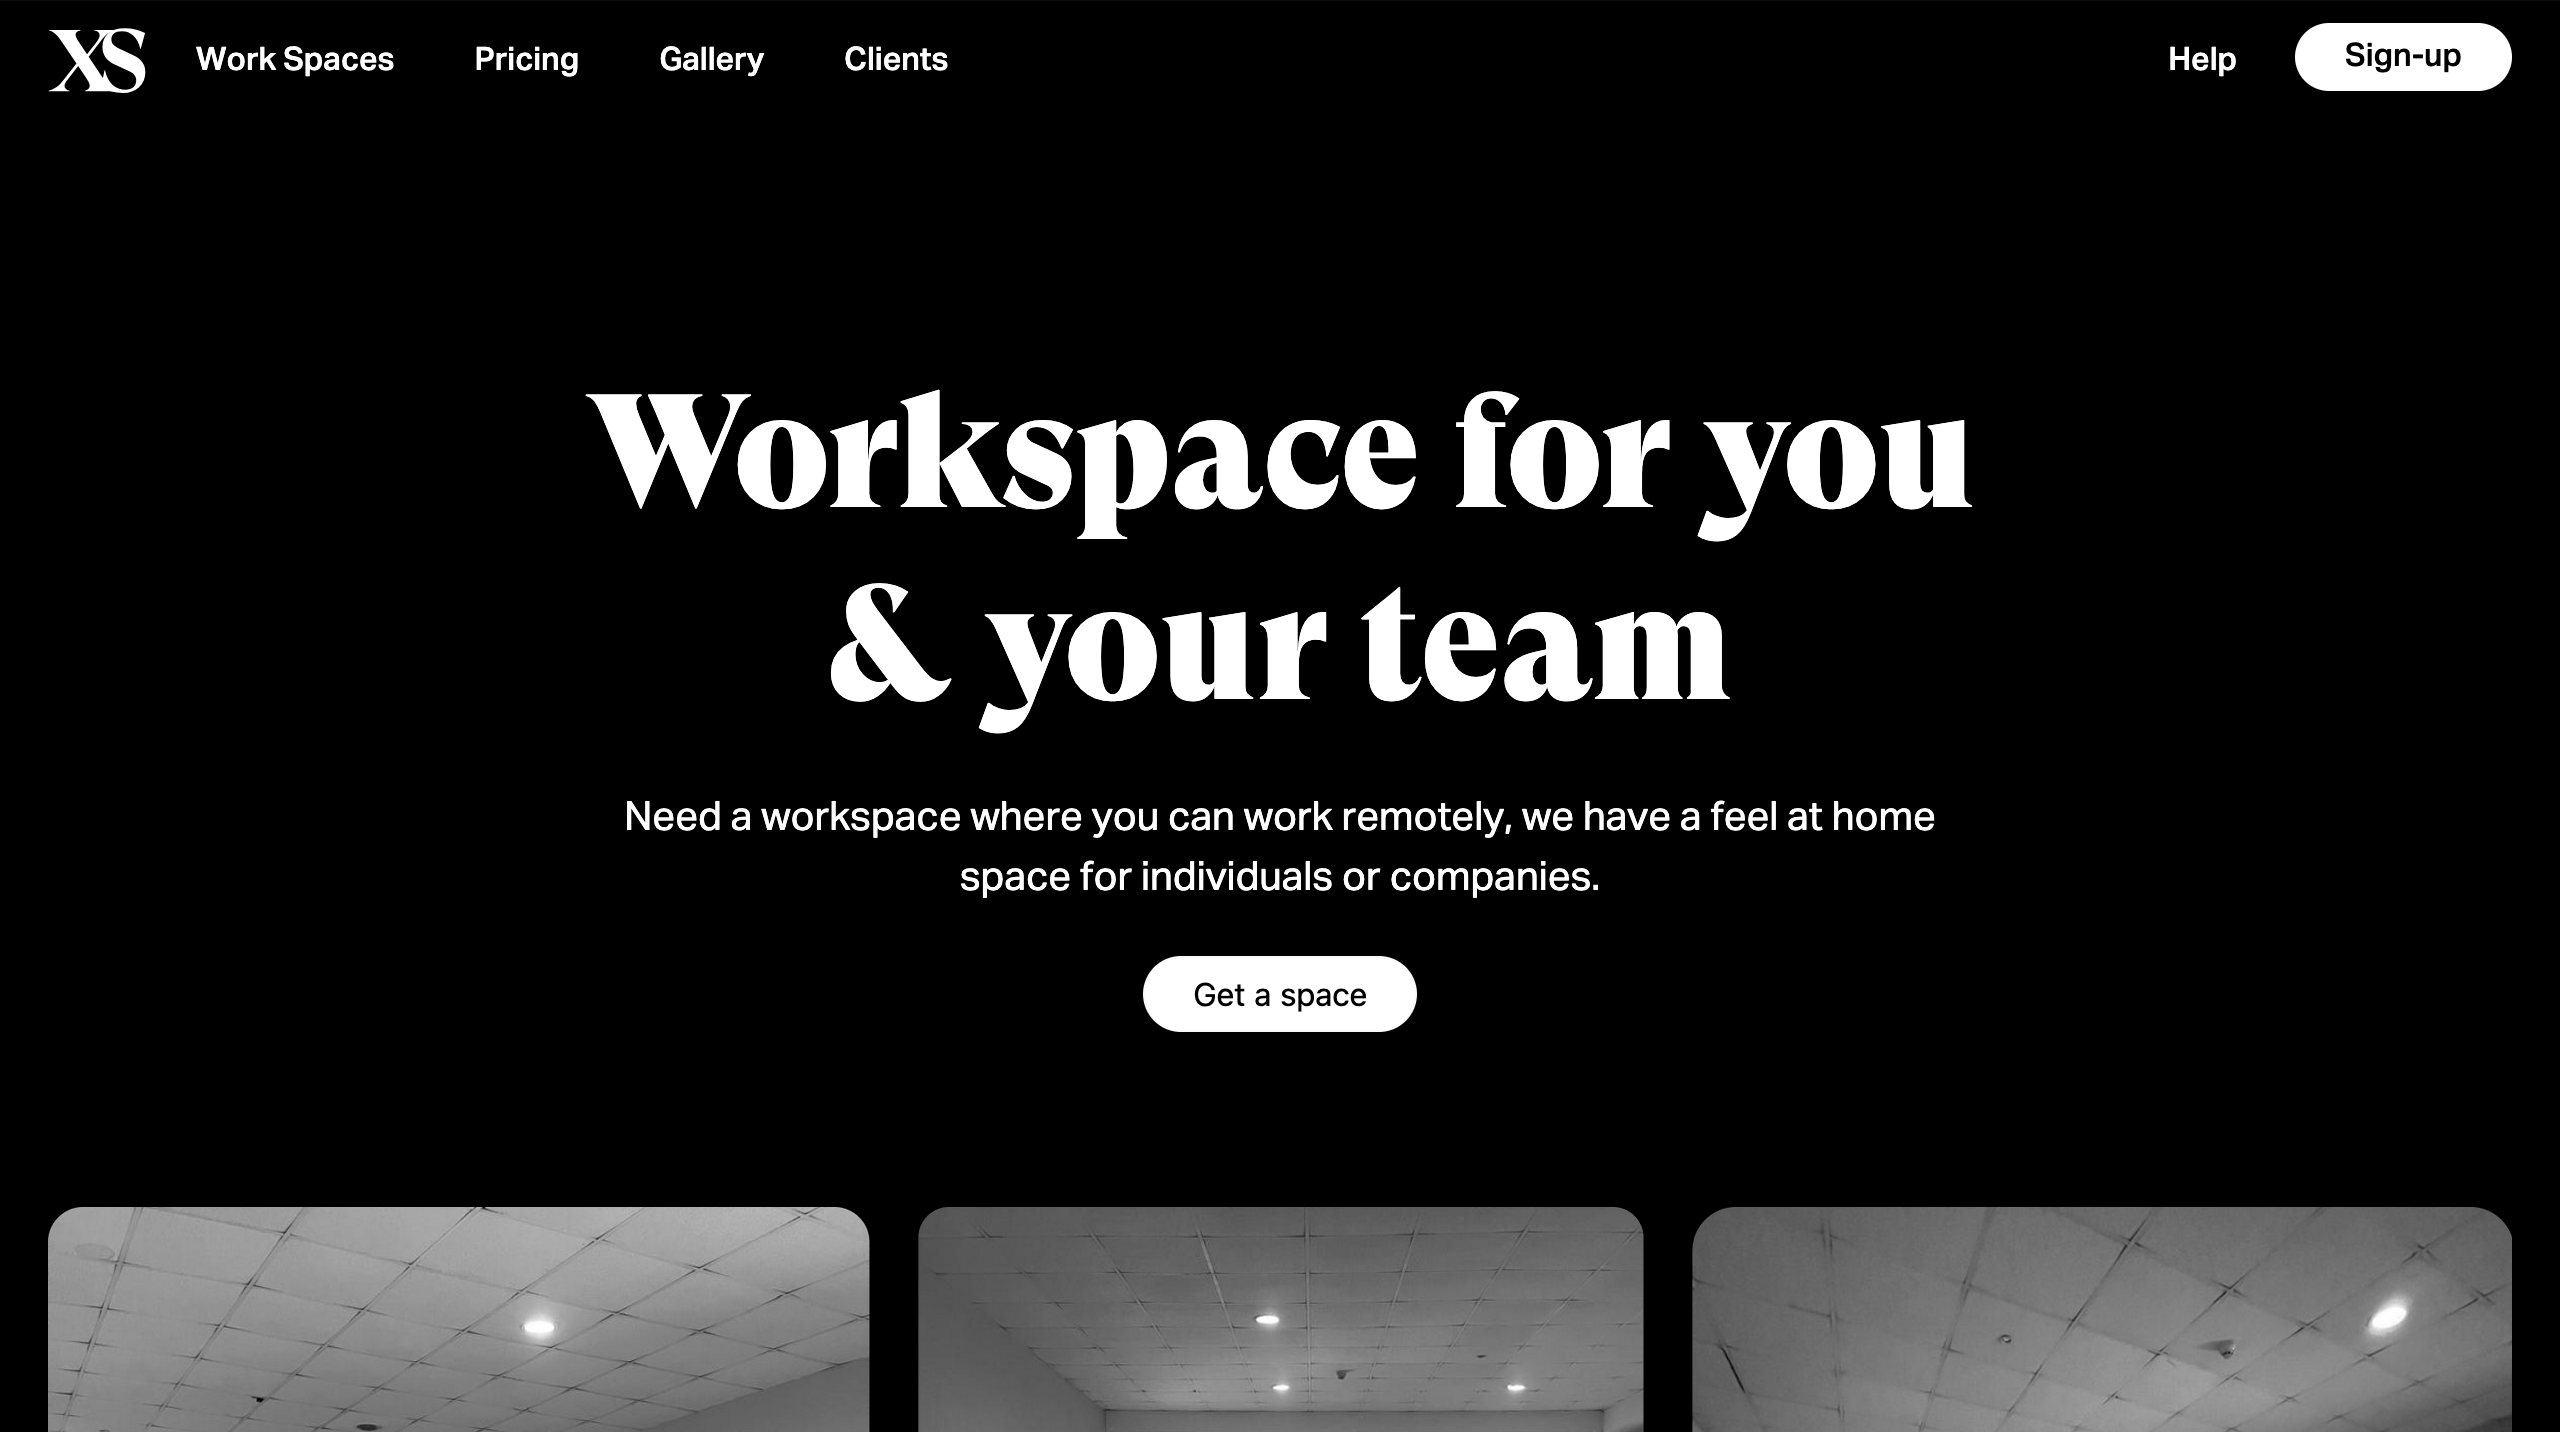 XS
Work Spaces
Pricing
Gallery
Clients
Help
Sign-up
Workspace for you
& your team
Need a workspace where you can work remotely, we have a feel at home
space for individuals or companies.
Get a space